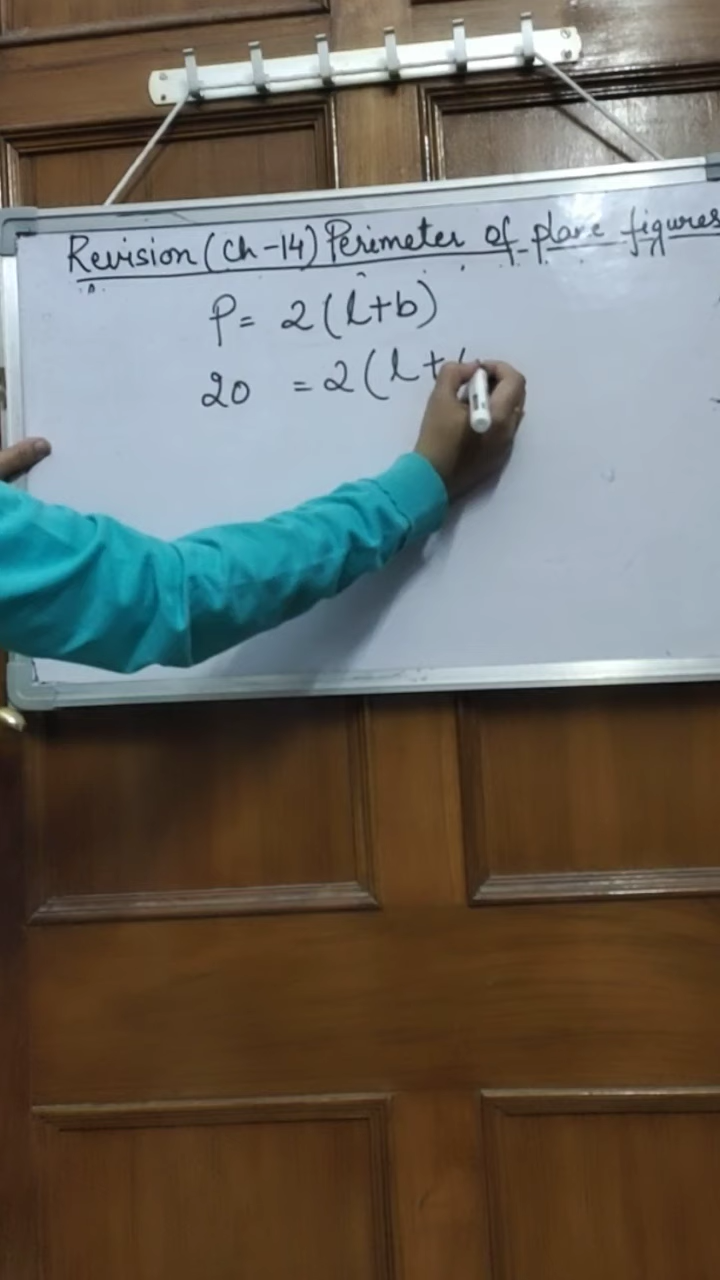 Revision (Ch-14) Perimeter of plane figures
P = 2(l+b)
20 = 2(l+